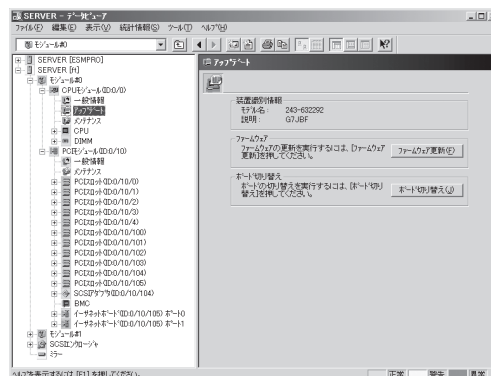 SERVER - ﾃﾞｰﾀﾋﾞｭｰｱ
ﾌｧｲﾙ(F) 編集(E) 表示(V) 統計情報(S) ﾂｰﾙ(T) ﾍﾙﾌﾟ(H)
ﾓｼﾞｭｰﾙ#0
SERVER [ESMPRO]
SERVER [ft]
ﾓｼﾞｭｰﾙ#0
CPUﾓｼﾞｭｰﾙ(ID:0/0)
一般情報
ｱｯﾌﾟﾃﾞｰﾄ
ﾒﾝﾃﾅﾝｽ
CPU
DIMM
PCIﾓｼﾞｭｰﾙ(ID:0/10)
一般情報
ﾒﾝﾃﾅﾝｽ
PCIｽﾛｯﾄ(ID:0/10/0)
PCIｽﾛｯﾄ(ID:0/10/1)
PCIｽﾛｯﾄ(ID:0/10/2)
PCIｽﾛｯﾄ(ID:0/10/3)
PCIｽﾛｯﾄ(ID:0/10/4)
PCIｽﾛｯﾄ(ID:0/10/100)
PCIｽﾛｯﾄ(ID:0/10/101)
PCIｽﾛｯﾄ(ID:0/10/102)
PCIｽﾛｯﾄ(ID:0/10/103)
PCIｽﾛｯﾄ(ID:0/10/104)
PCIｽﾛｯﾄ(ID:0/10/105)
SCSIｱﾀﾞﾌﾟﾀ(ID:0/10/104)
BMC
ｲｰｻﾈｯﾄﾎﾞｰﾄﾞ(ID:0/10/105) ﾎﾟｰﾄ0
ｲｰｻﾈｯﾄﾎﾞｰﾄﾞ(ID:0/10/105) ﾎﾟｰﾄ1
ﾓｼﾞｭｰﾙ#1
SCSIｴﾝｸﾛｰｼﾞｬ
ﾐﾗｰ
ｱｯﾌﾟﾃﾞｰﾄ
装置識別情報
ﾓﾃﾞﾙ名: 243-632292
説明: G7JBF
ﾌｧｰﾑｳｪｱ
ﾌｧｰﾑｳｪｱの更新を実行するには、[ﾌｧｰﾑｳｪｱ
更新]を押してください。
ﾌｧｰﾑｳｪｱ更新(F)
ﾎﾞｰﾄﾞ切り替え
ﾎﾞｰﾄﾞの切り替えを実行するには、[ﾎﾞｰﾄﾞ切り
替え]を押してください。
ﾎﾞｰﾄﾞ切り替え(J)
ﾍﾙﾌﾟを表示するには [F1] を押してください。
正常 警告 異常